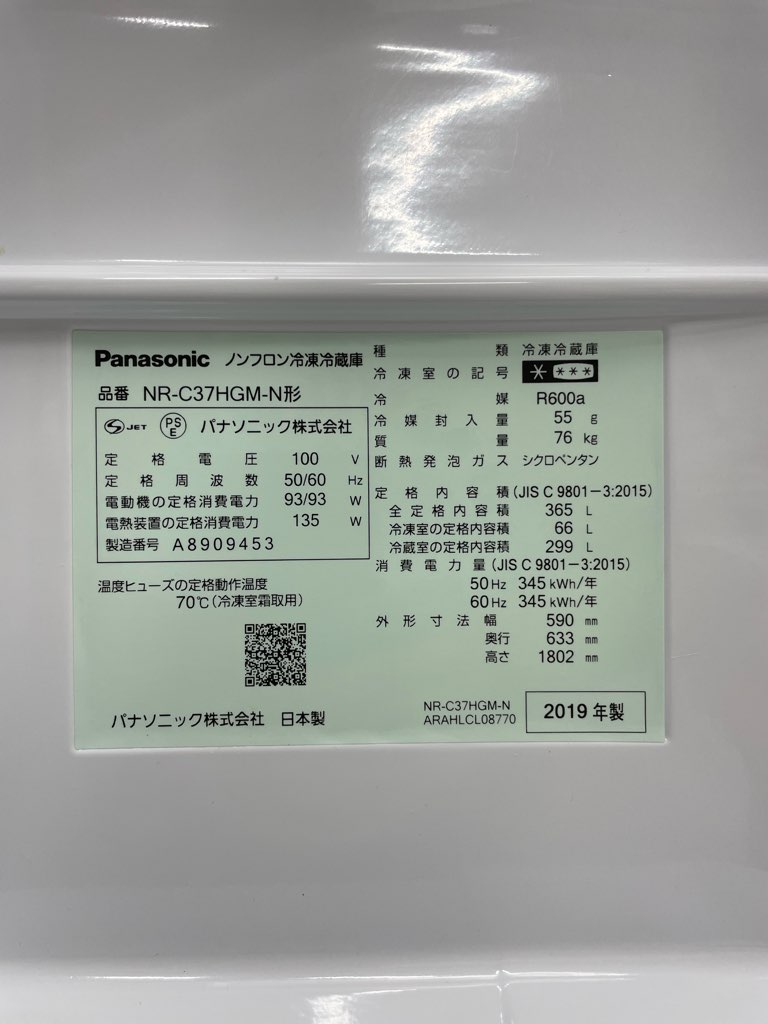 Panasonic ノンフロン冷凍冷蔵庫
品番 NR-C37HGM-N形
S JET PSE パナソニック株式会社
定格電圧 100 V
定格周波数 50/60 Hz
電動機の定格消費電力 93/93 W
電熱装置の定格消費電力 135 W
製造番号 A8909453
温度ヒューズの定格動作温度
70℃(冷凍室霜取用)
パナソニック株式会社 日本製
種類 冷凍冷蔵庫
冷凍室の記号 * ***
冷媒 R600a
冷媒封入量 55 g
質量 76 kg
断熱発泡ガス シクロペンタン
定格内容積 (JIS C 9801-3:2015)
全定格内容積 365 L
冷凍室の定格内容積 66 L
冷蔵室の定格内容積 299 L
消費電力量 (JIS C 9801-3:2015)
50Hz 345 kWh/年
60Hz 345 kWh/年
外形寸法 幅 590 mm
奥行 633 mm
高さ 1802 mm
NR-C37HGM-N
ARAHLCL08770
2019 年製